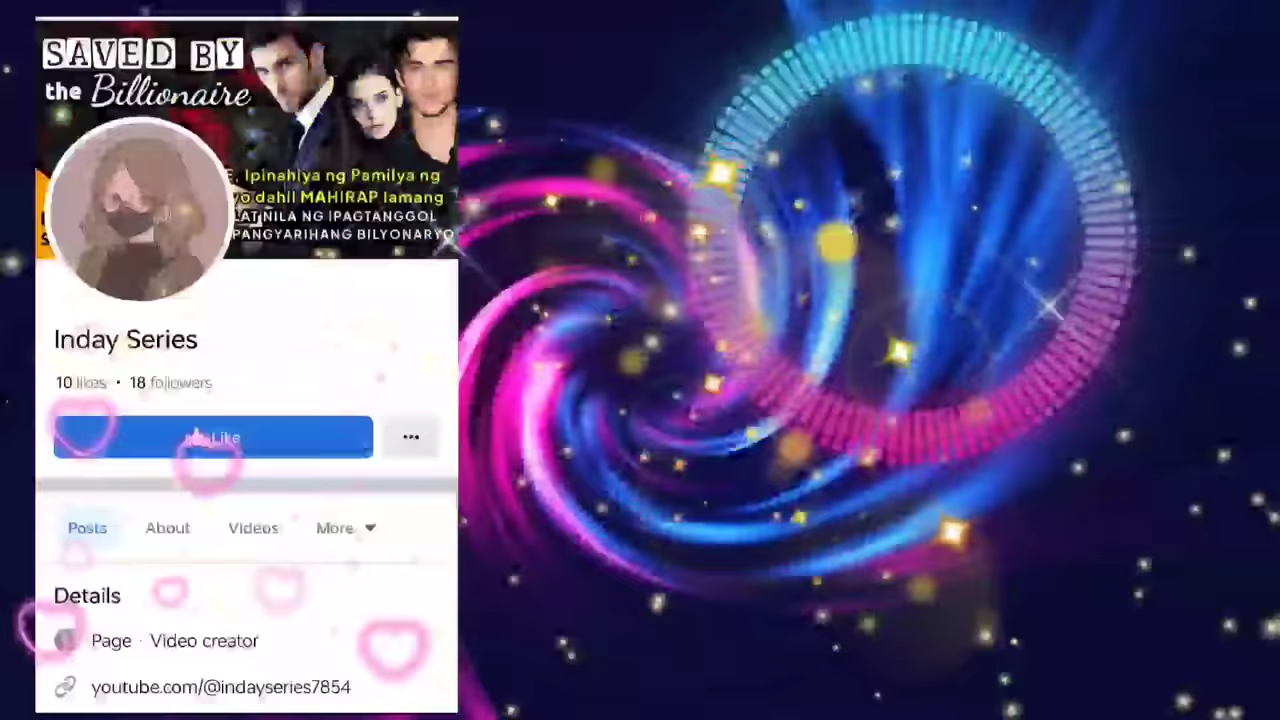 SAVED BY
the Billionaire
Ipinahiya ng Pamilya ng
dahil MAHIRAP lamang
NILA NG IPAGTANGGOL
BILYONARYO
Inday Series
10 likes · 18 followers
Like
Posts About Videos More
Details
Page · Video creator
youtube.com/@indayseries7854